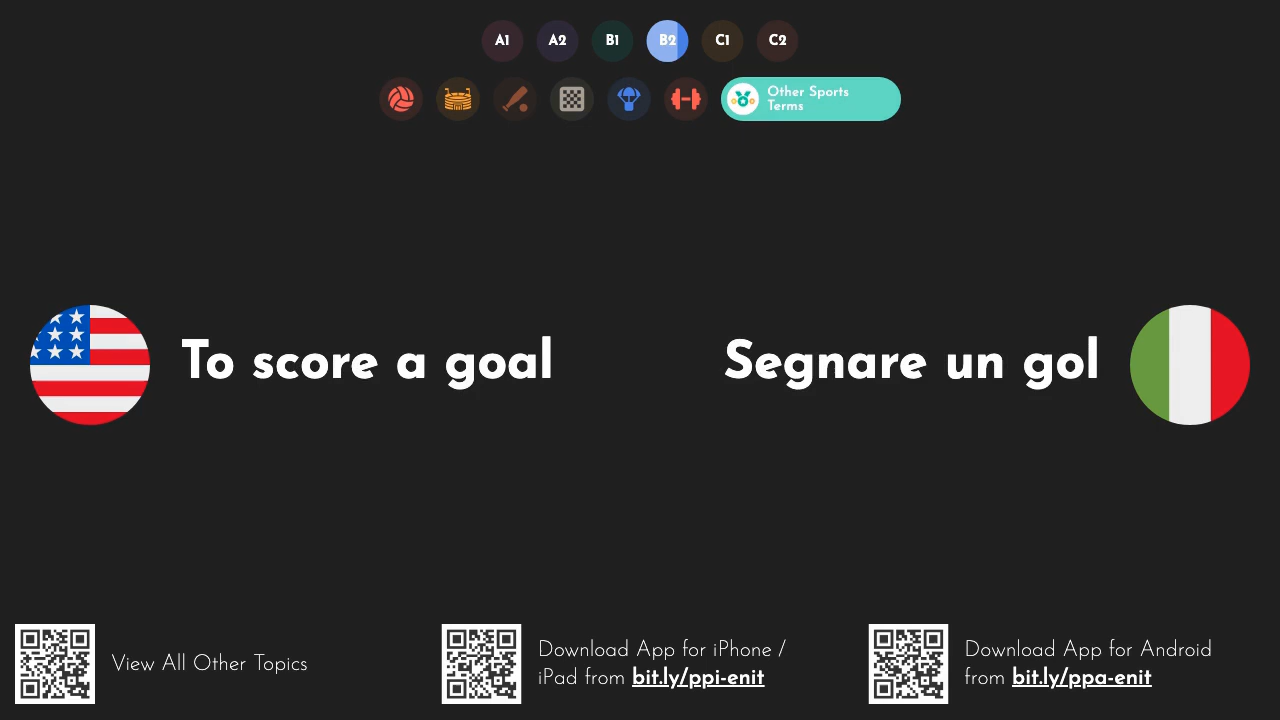 A1 A2 B1 B2 C1 C2
Other Sports
Terms
To score a goal
Segnare un gol
View All Other Topics
Download App for iPhone /
iPad from bit.ly/ppi-enit
Download App for Android
from bit.ly/ppa-enit